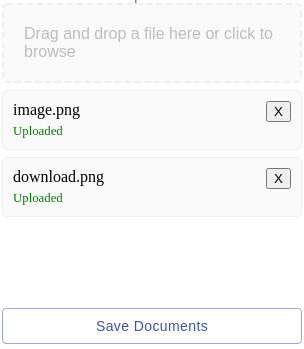 Drag and drop a file here or click to
browse
image.png
X
Uploaded
download.png
X
Uploaded
Save Documents